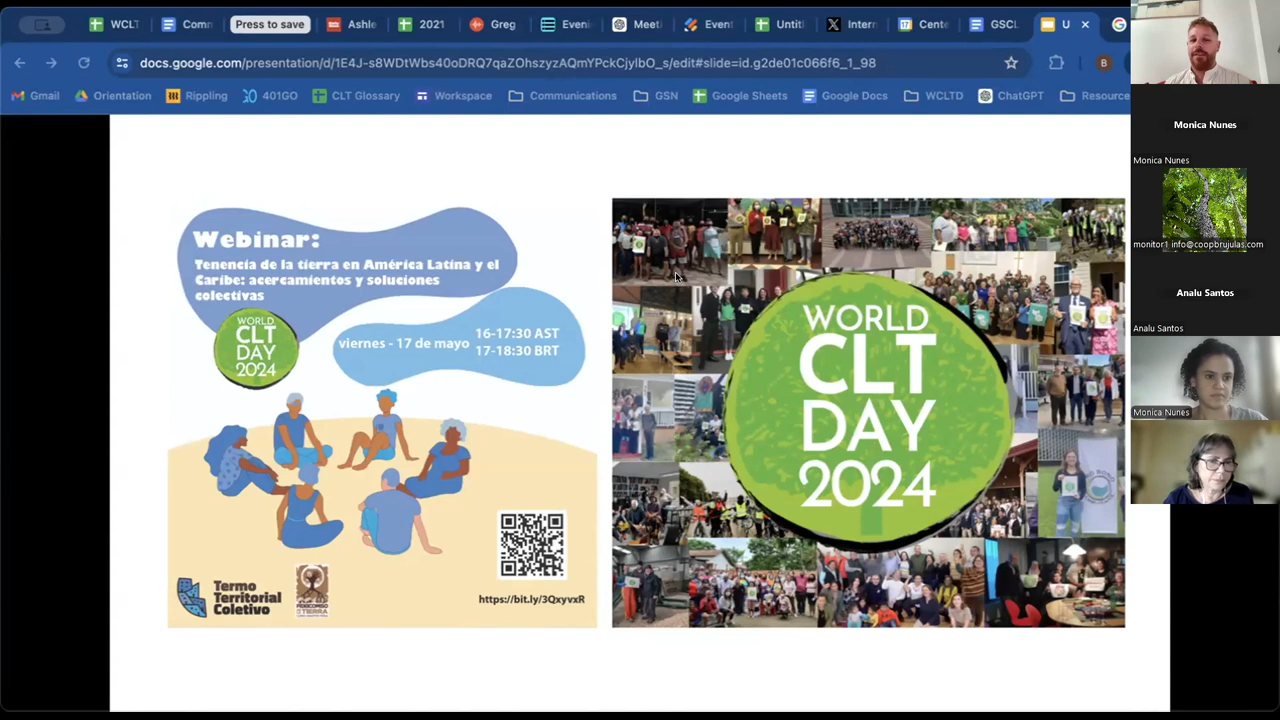 WCLT
Comn
Press to save
Ashle
2021
Greg
Eveni
Meeti
Event
Untitl
Intern
Cente
GSCL
U
docs.google.com/presentation/d/1E4J-s8WDtWbs40oDRQ7qaZOhszyzAQmYPckCjylbO_s/edit#slide=id.g2de01c066f6_1_98
B
Gmail
Orientation
Rippling
401GO
CLT Glossary
Workspace
Communications
GSN
Google Sheets
Google Docs
WCLTD
ChatGPT
Resource
Webinar:
Tenencia de la tierra en América Latina y el
Caribe: acercamientos y soluciones
colectivas
WORLD
CLT
DAY
2024
viernes - 17 de mayo
16-17:30 AST
17-18:30 BRT
Termo
Territorial
Coletivo
https://bit.ly/3QxyvxR
WORLD
CLT
DAY
2024
Monica Nunes
Monica Nunes
monitor1 info@coopbrujulas.com
Analu Santos
Analu Santos
Monica Nunes